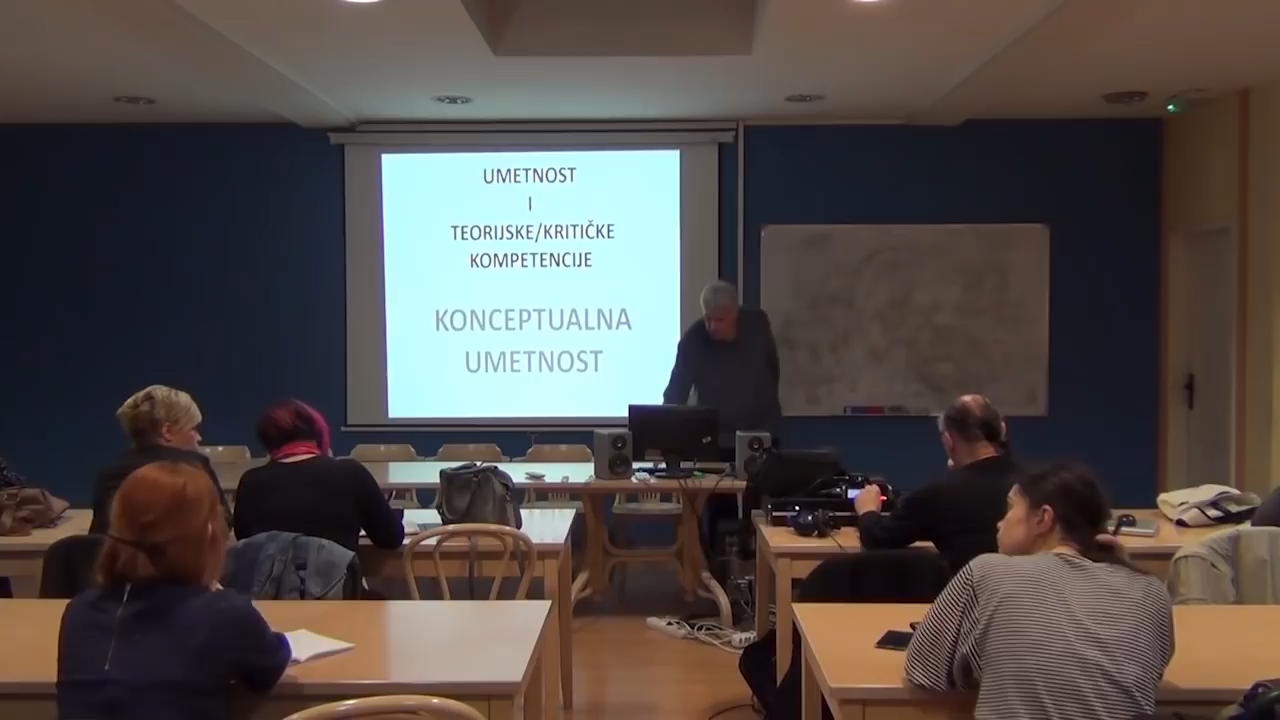 UMETNOST
I
TEORIJSKE/KRITIČKE
KOMPETENCIJE
KONCEPTUALNA
UMETNOST